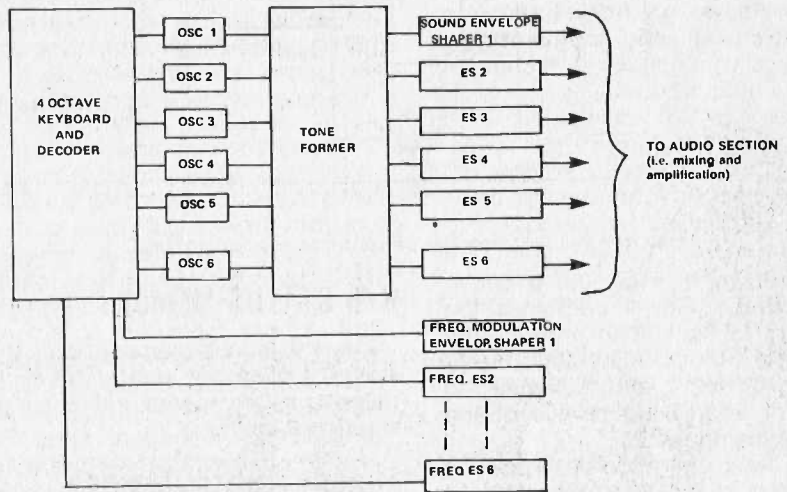 4 OCTAVE
KEYBOARD
AND
DECODER
OSC 1
OSC 2
OSC 3
OSC 4
OSC 5
OSC 6
TONE
FORMER
SOUND ENVELOPE
SHAPER 1
ES 2
ES 3
ES 4
ES 5
ES 6
TO AUDIO SECTION
(i.e. mixing and
amplification)
FREQ. MODULATION
ENVELOP. SHAPER 1
FREQ. ES2
FREQ ES 6